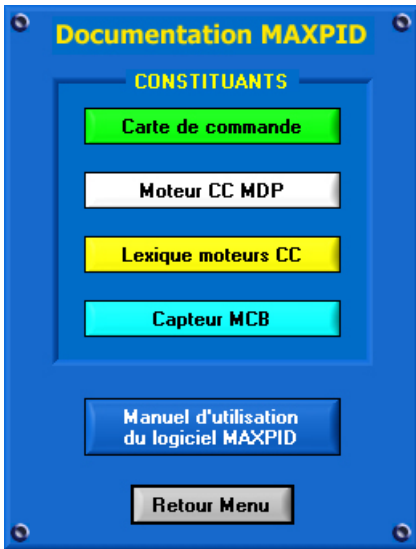 Documentation MAXPID
CONSTITUANTS
Carte de commande
Moteur CC MDP
Lexique moteurs CC
Capteur MCB
Manuel d'utilisation
du logiciel MAXPID
Retour Menu